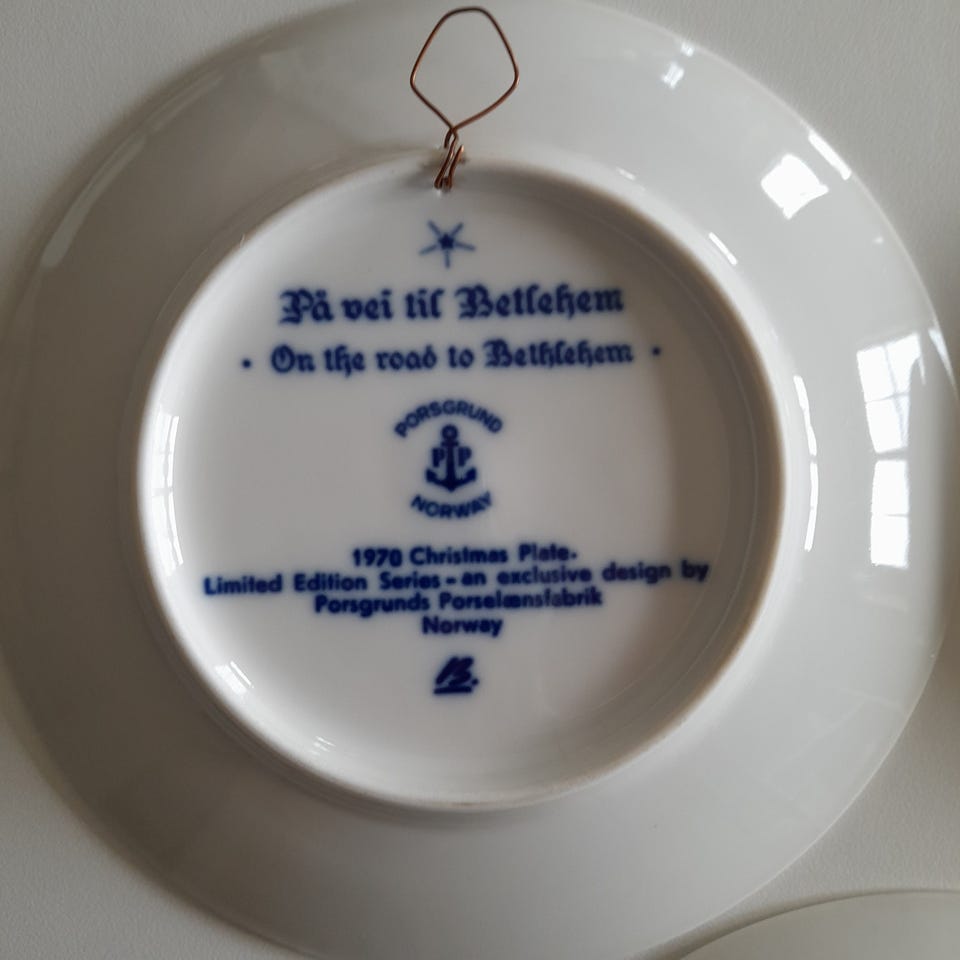 På vei til Betlehem
· On the road to Bethlehem ·
PORSGRUND
PP
NORWAY
1970 Christmas Plate.
Limited Edition Series - an exclusive design by
Porsgrunds Porselænsfabrik
Norway
B.